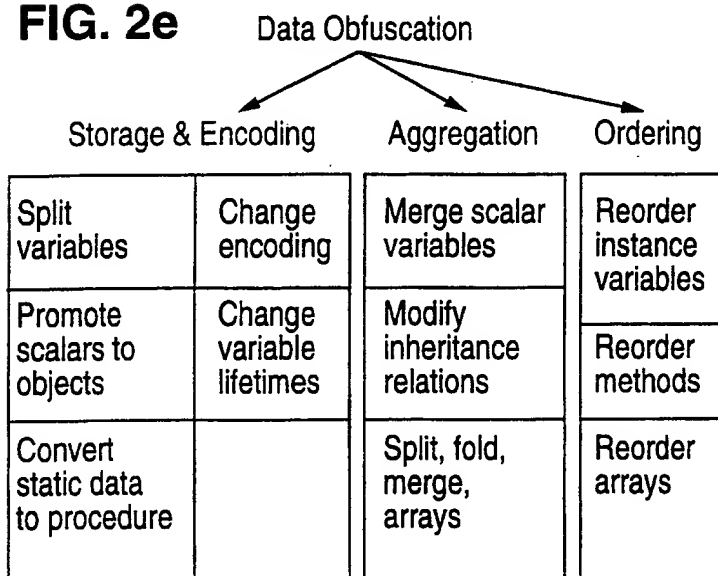 FIG. 2e
Data Obfuscation
Storage & Encoding
Aggregation
Ordering
Split
variables
Change
encoding
Merge scalar
variables
Reorder
instance
variables
Promote
scalars to
objects
Change
variable
lifetimes
Modify
inheritance
relations
Reorder
methods
Convert
static data
to procedure
Split, fold,
merge,
arrays
Reorder
arrays